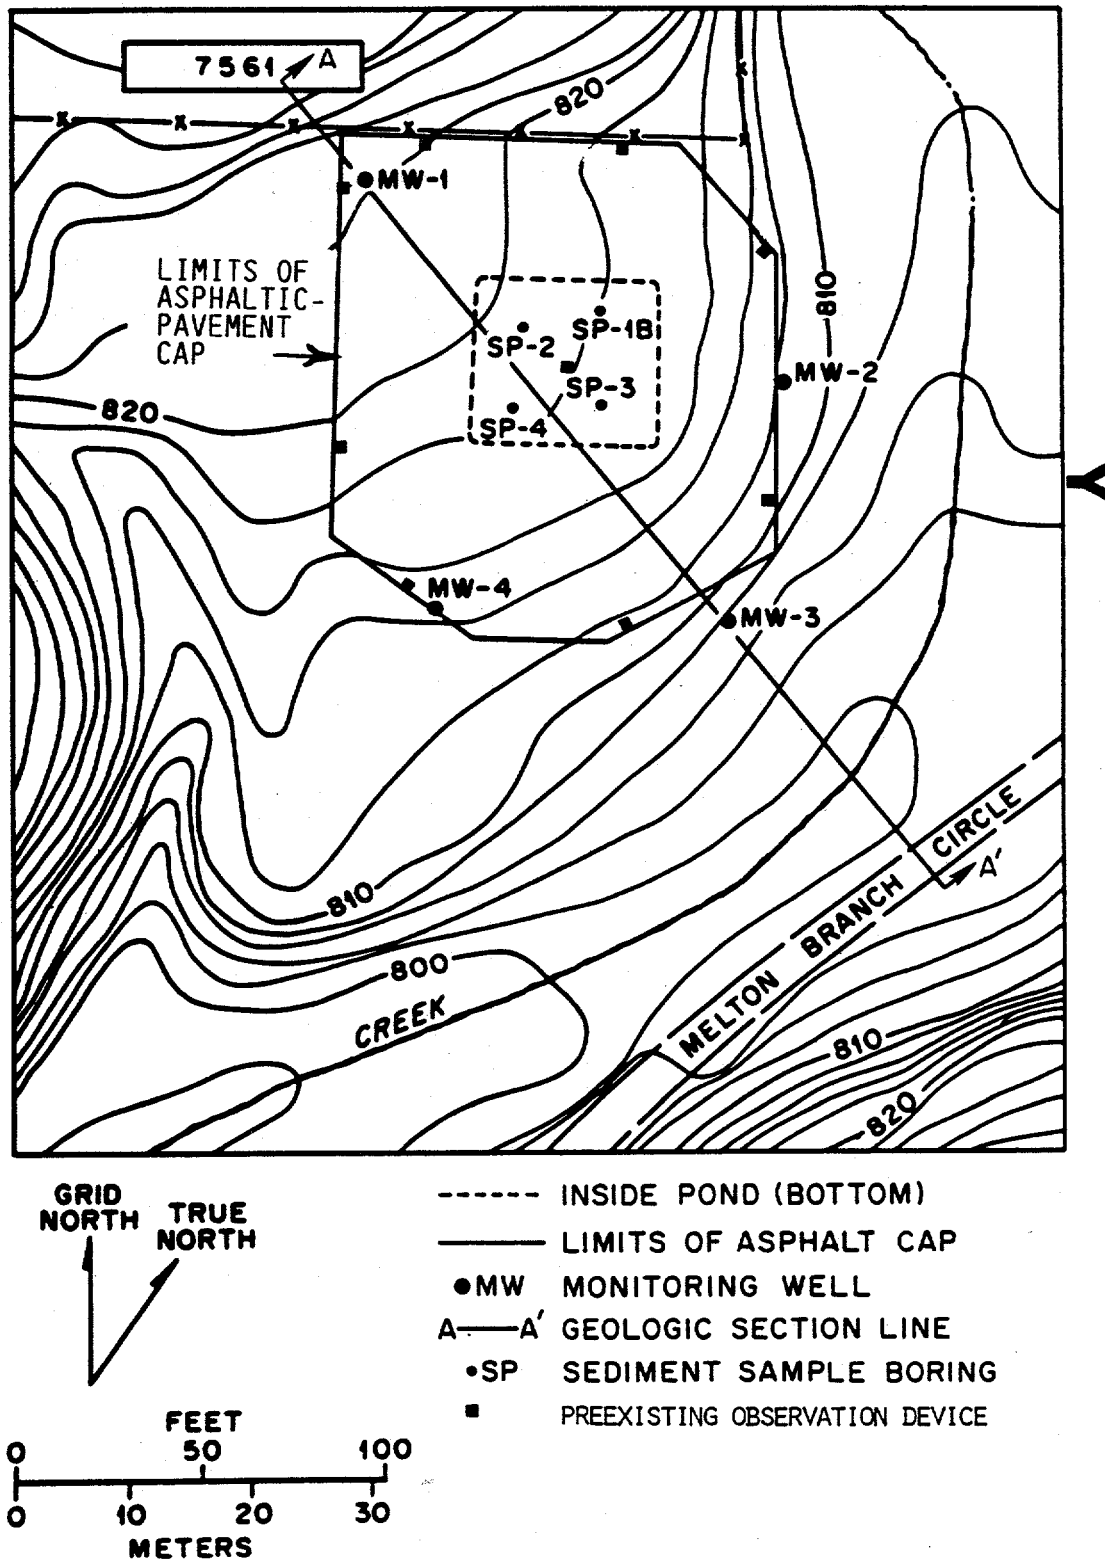 7561
A
820
MW-1
LIMITS OF
ASPHALTIC-
PAVEMENT
CAP
810
SP-1B
SP-2
MW-2
SP-3
820
SP-4
MW-4
MW-3
CIRCLE
A'
810
BRANCH
800
CREEK
MELTON
810
820
Y
GRID
NORTH
TRUE
NORTH
------ INSIDE POND (BOTTOM)
LIMITS OF ASPHALT CAP
●MW MONITORING WELL
A—A' GEOLOGIC SECTION LINE
•SP SEDIMENT SAMPLE BORING
■ PREEXISTING OBSERVATION DEVICE
FEET
0 50 100
0 10 20 30
METERS